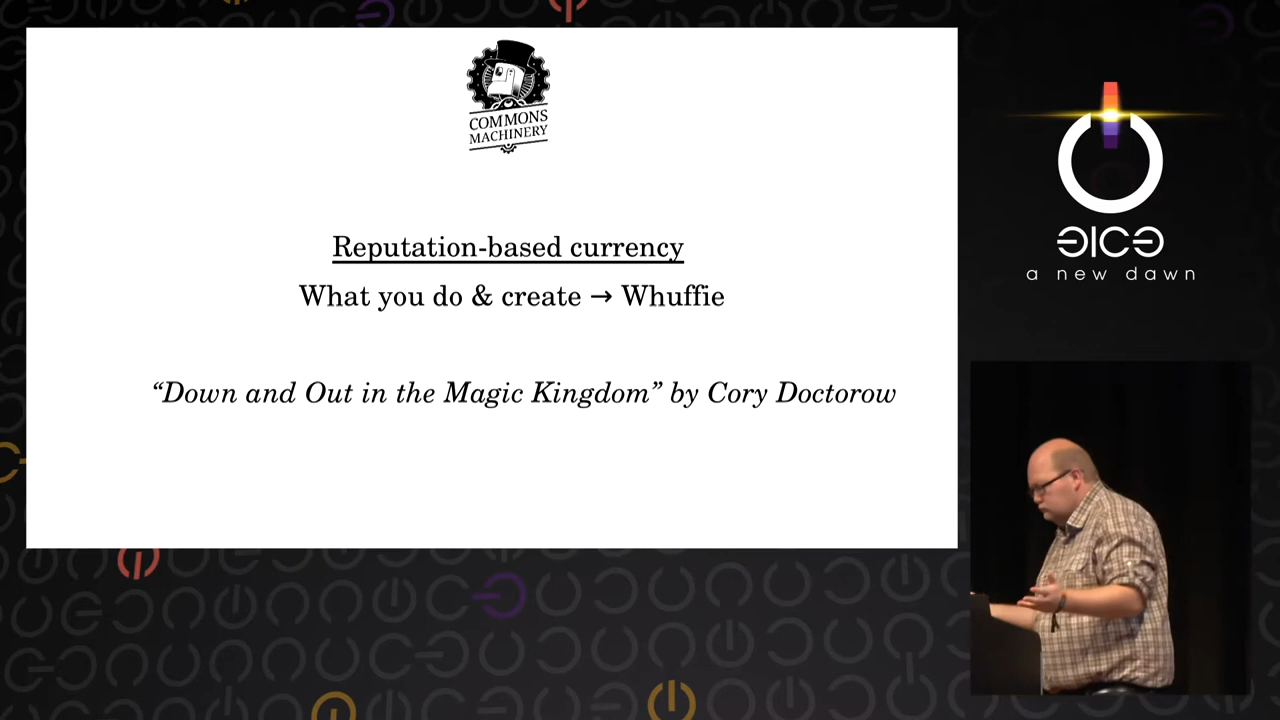 COMMONS
MACHINERY
Reputation-based currency
What you do & create → Whuffie
“Down and Out in the Magic Kingdom” by Cory Doctorow
a new dawn